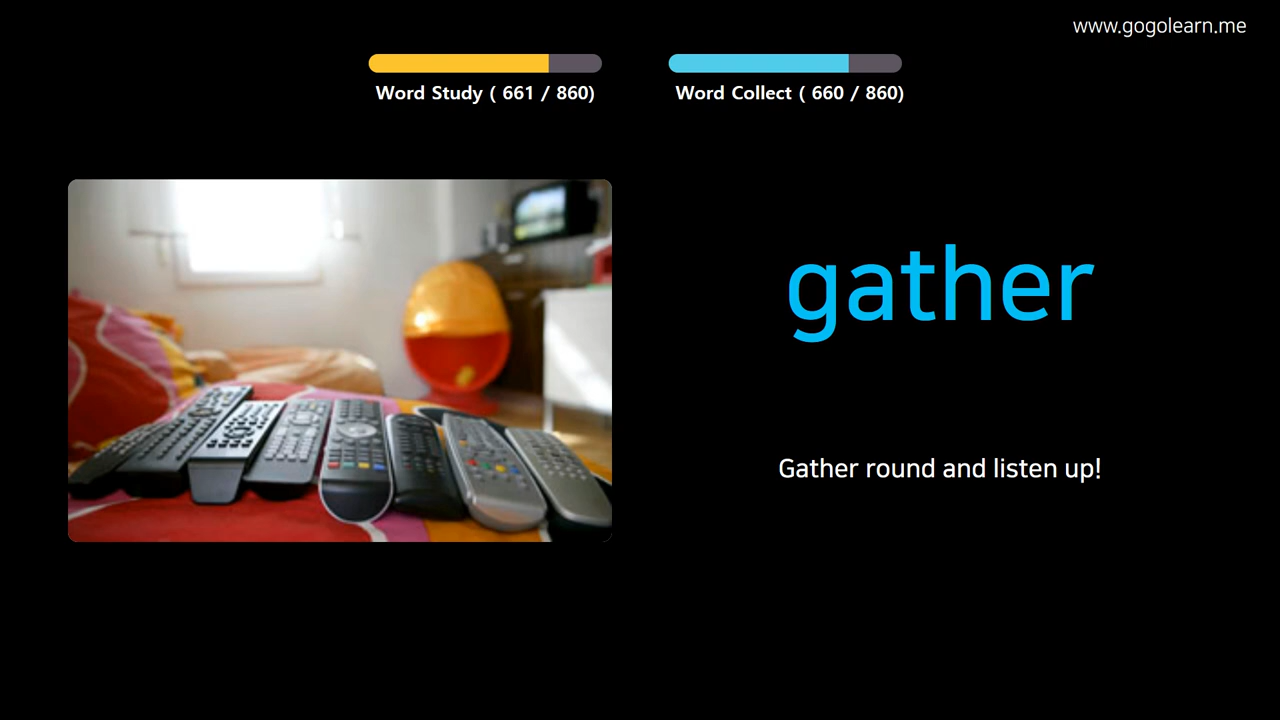 www.gogolearn.me
Word Study ( 661 / 860)
Word Collect ( 660 / 860)
gather
Gather round and listen up!